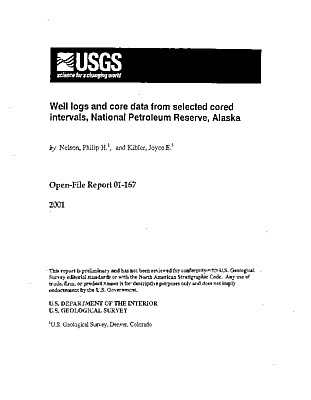 USGS
science for a changing world
Well logs and core data from selected cored
intervals, National Petroleum Reserve, Alaska
by Nelson, Philip H.¹, and Kibler, Joyce E.¹
Open-File Report 01-167
2001
This report is preliminary and has not been reviewed for conformity with U.S. Geological
Survey editorial standards or with the North American Stratigraphic Code. Any use of
trade, firm, or product names is for descriptive purposes only and does not imply
endorsement by the U.S. Government.
U.S. DEPARTMENT OF THE INTERIOR
U.S. GEOLOGICAL SURVEY
¹U.S. Geological Survey, Denver, Colorado